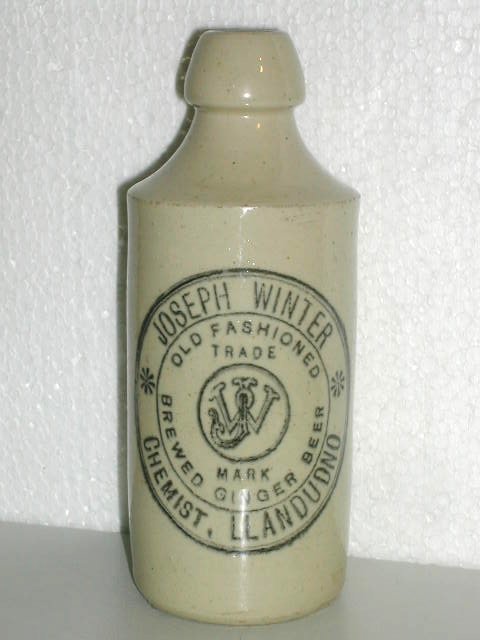 JOSEPH WINTER
OLD FASHIONED
TRADE
JW
MARK
BREWED GINGER BEER
CHEMIST. LLANDUDNO